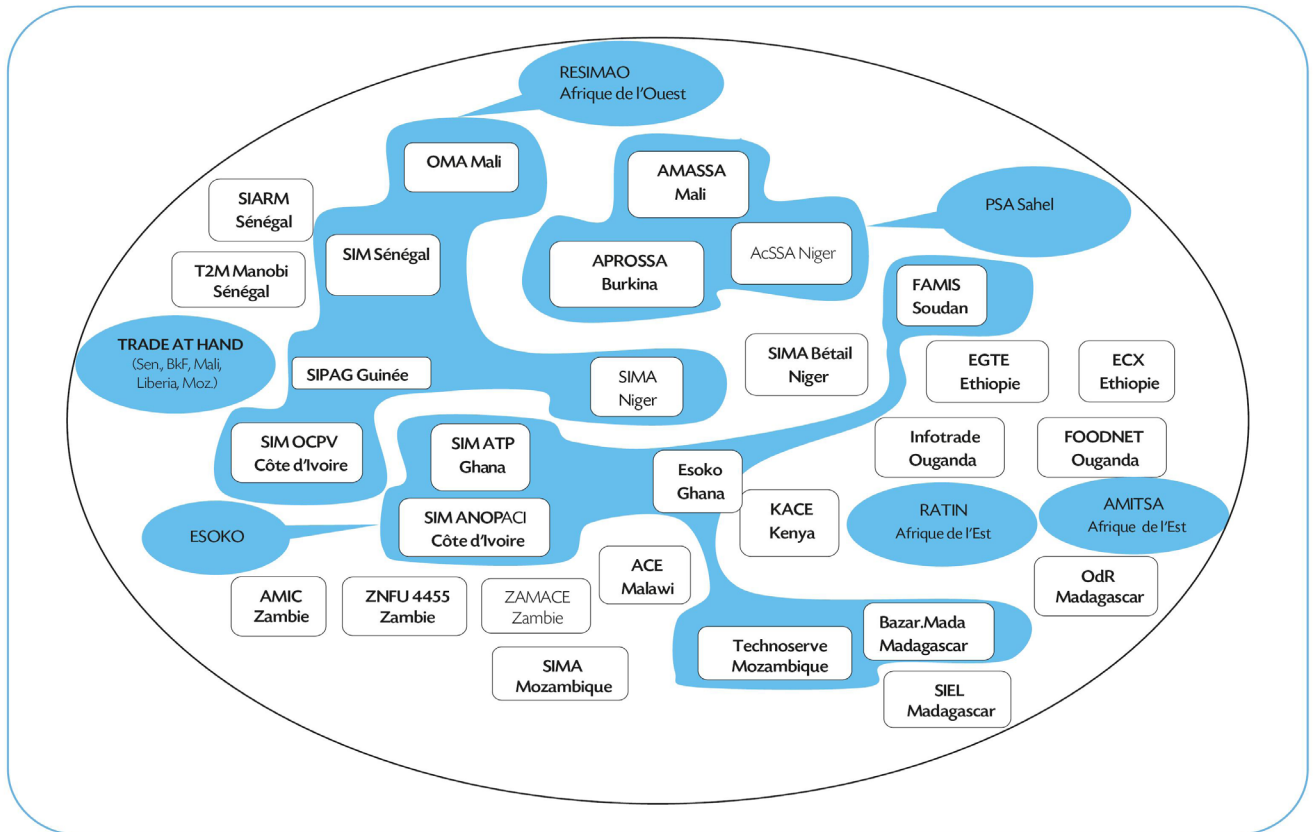 RESIMAO
Afrique de l'Ouest
OMA Mali
AMASSA
Mali
SIARM
Sénégal
PSA Sahel
SIM Sénégal
AcSSA Niger
T2M Manobi
Sénégal
APROSSA
Burkina
FAMIS
Soudan
TRADE AT HAND
(Sen., BkF, Mali,
Liberia, Moz.)
SIPAG Guinée
SIMA
Niger
SIMA Bétail
Niger
EGTE
Ethiopie
ECX
Ethiopie
SIM OCPV
Côte d'Ivoire
SIM ATP
Ghana
Esoko
Ghana
Infotrade
Ouganda
FOODNET
Ouganda
ESOKO
SIM ANOPACI
Côte d'Ivoire
KACE
Kenya
RATIN
Afrique de l'Est
AMITSA
Afrique de l'Est
ACE
Malawi
OdR
Madagascar
AMIC
Zambie
ZNFU 4455
Zambie
ZAMACE
Zambie
Technoserve
Mozambique
Bazar.Mada
Madagascar
SIMA
Mozambique
SIEL
Madagascar